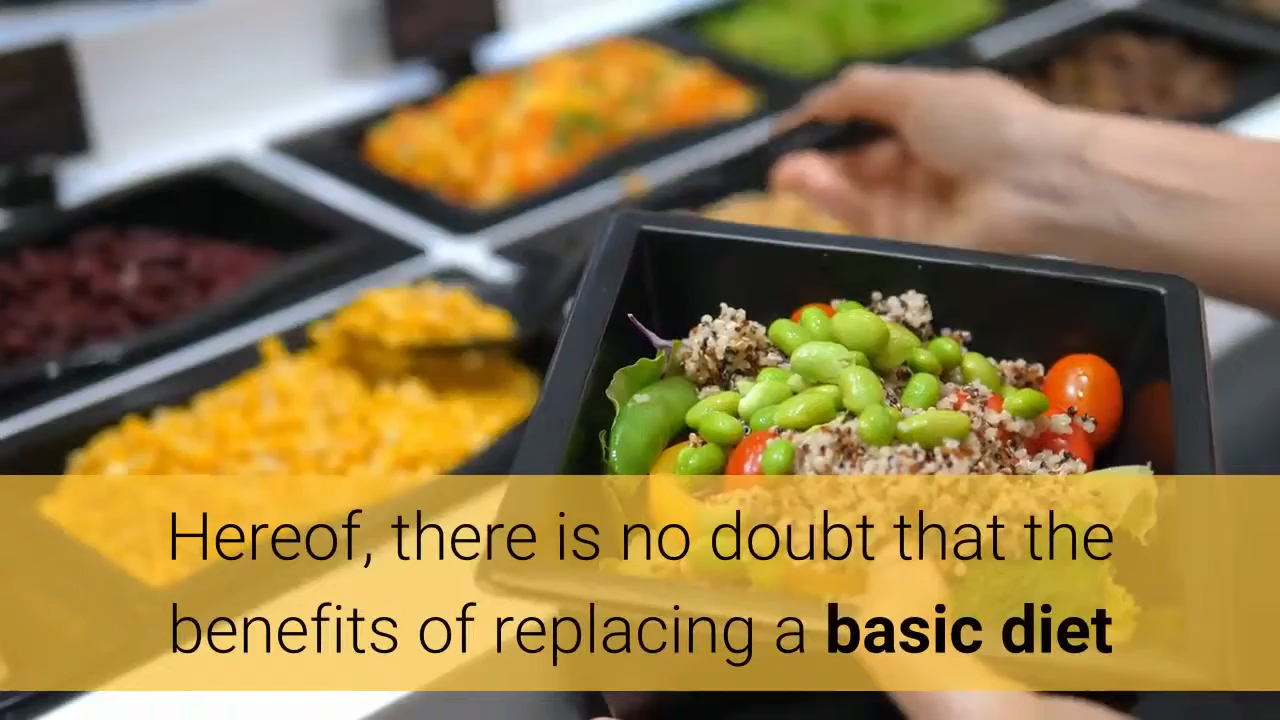 Hereof, there is no doubt that the
benefits of replacing a basic diet